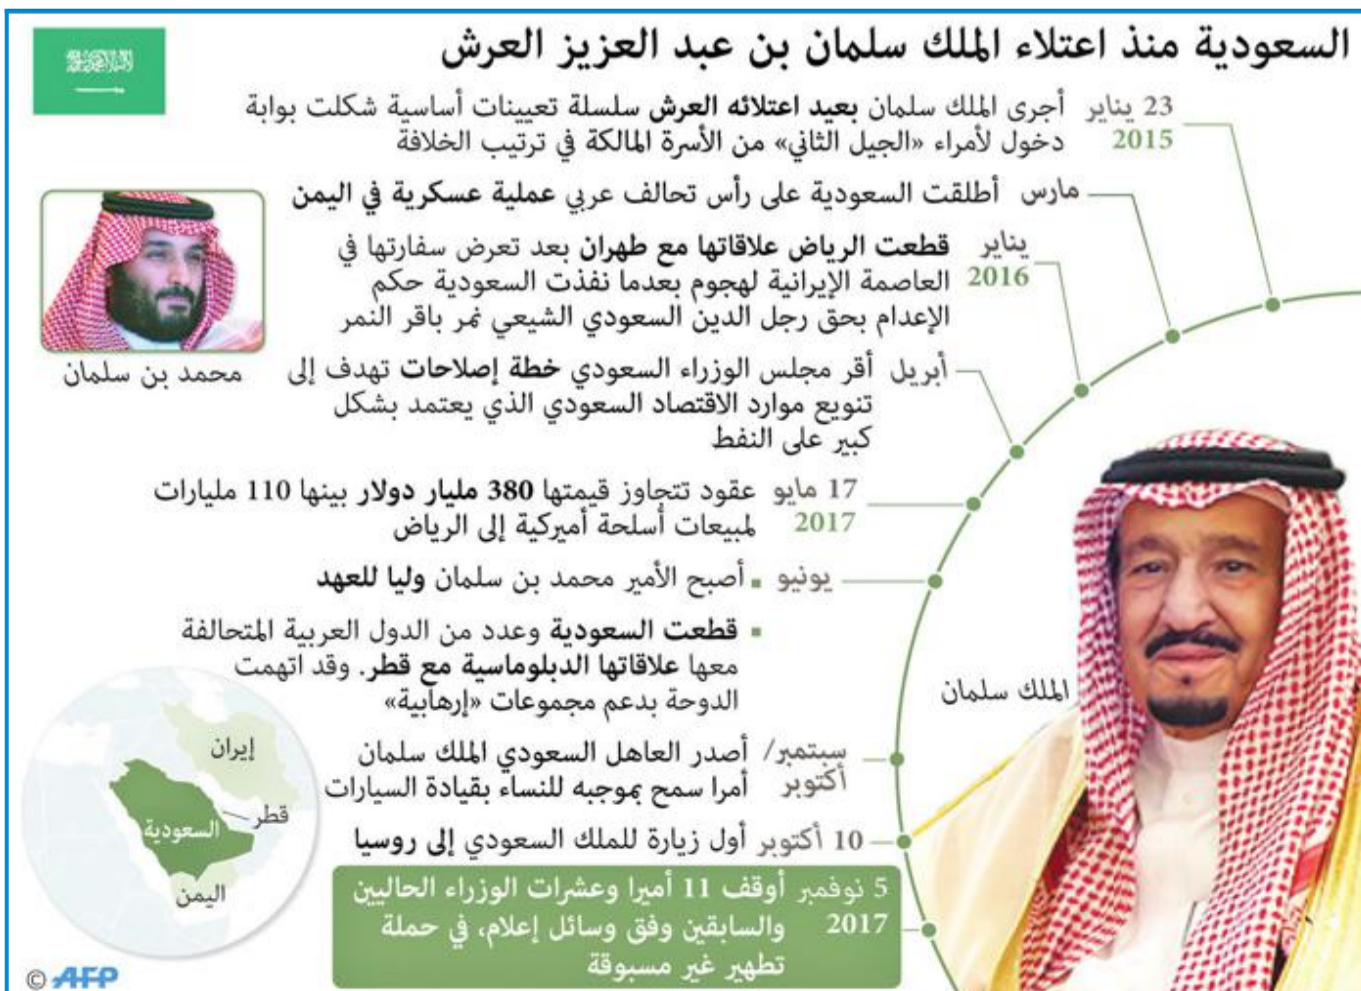 السعودية منذ اعتلاء الملك سلمان بن عبد العزيز العرش
23 يناير أجرى الملك سلمان بعيد اعتلائه العرش سلسلة تعيينات أساسية شكلت بوابة
2015 دخول لأمراء «الجيل الثاني» من الأسرة المالكة في ترتيب الخلافة
مارس أطلقت السعودية على رأس تحالف عربي عملية عسكرية في اليمن
يناير قطعت الرياض علاقاتها مع طهران بعد تعرض سفارتها في
2016 العاصمة الإيرانية لهجوم بعدما نفذت السعودية حكم
الإعدام بحق رجل الدين السعودي الشيعي نمر باقر النمر
محمد بن سلمان
أبريل أقر مجلس الوزراء السعودي خطة إصلاحات تهدف إلى
تنويع موارد الاقتصاد السعودي الذي يعتمد بشكل
كبير على النفط
17 مايو عقود تتجاوز قيمتها 380 مليار دولار بينها 110 مليارات
2017 لمبيعات أسلحة أميركية إلى الرياض
يونيو ▪ أصبح الأمير محمد بن سلمان وليا للعهد
▪ قطعت السعودية وعدد من الدول العربية المتحالفة
معها علاقاتها الدبلوماسية مع قطر. وقد اتهمت
الدوحة بدعم مجموعات «إرهابية»
الملك سلمان
سبتمبر/ أصدر العاهل السعودي الملك سلمان
أكتوبر أمرا سمح بموجبه للنساء بقيادة السيارات
10 أكتوبر أول زيارة للملك السعودي إلى روسيا
5 نوفمبر أوقف 11 أميرا وعشرات الوزراء الحاليين
2017 والسابقين وفق وسائل إعلام، في حملة
تطهير غير مسبوقة
إيران
قطر
السعودية
اليمن
© AFP